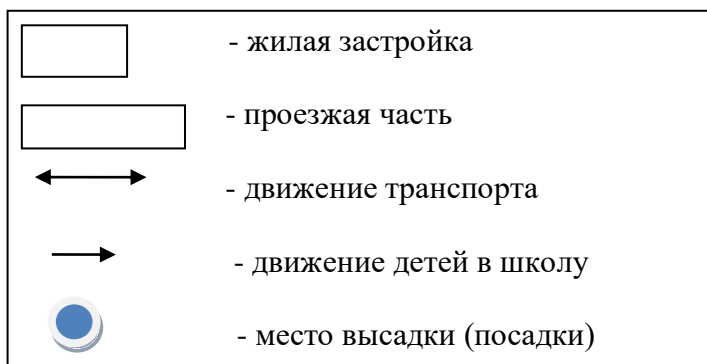 - жилая застройка
- проезжая часть
- движение транспорта
- движение детей в школу
- место высадки (посадки)